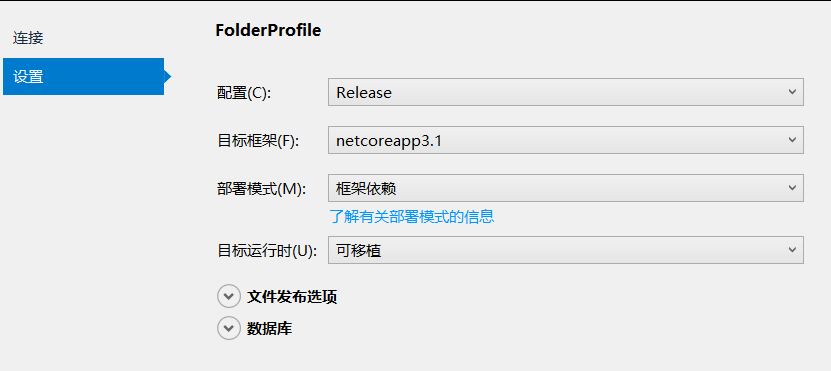 连接
设置
FolderProfile
配置(C):
Release
目标框架(F):
netcoreapp3.1
部署模式(M):
框架依赖
了解有关部署模式的信息
目标运行时(U):
可移植
文件发布选项
数据库